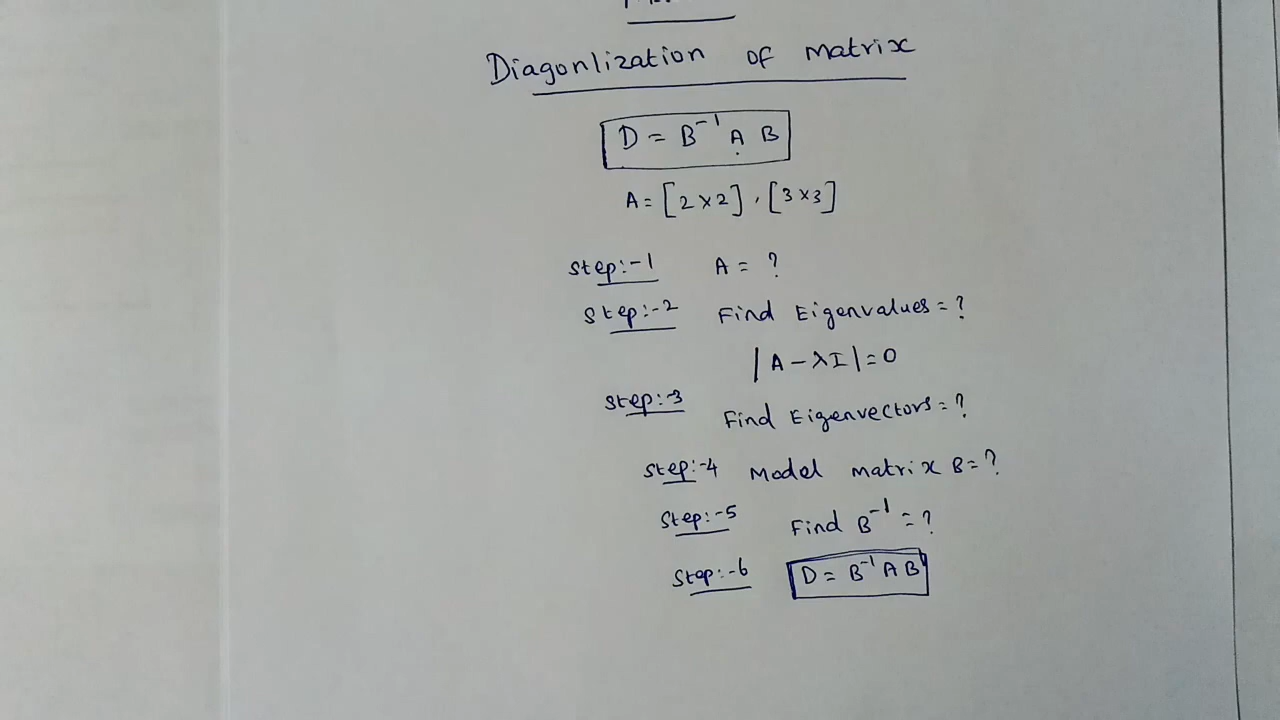 Diagonlization of matrix
D = B⁻¹ A B
A = [2×2], [3×3]
Step:-1 A = ?
Step:-2 Find Eigenvalues = ?
|A - λI| = 0
Step:-3 Find Eigenvectors = ?
Step:-4 Model matrix B = ?
Step:-5 Find B⁻¹ = ?
Step:-6 D = B⁻¹ A B